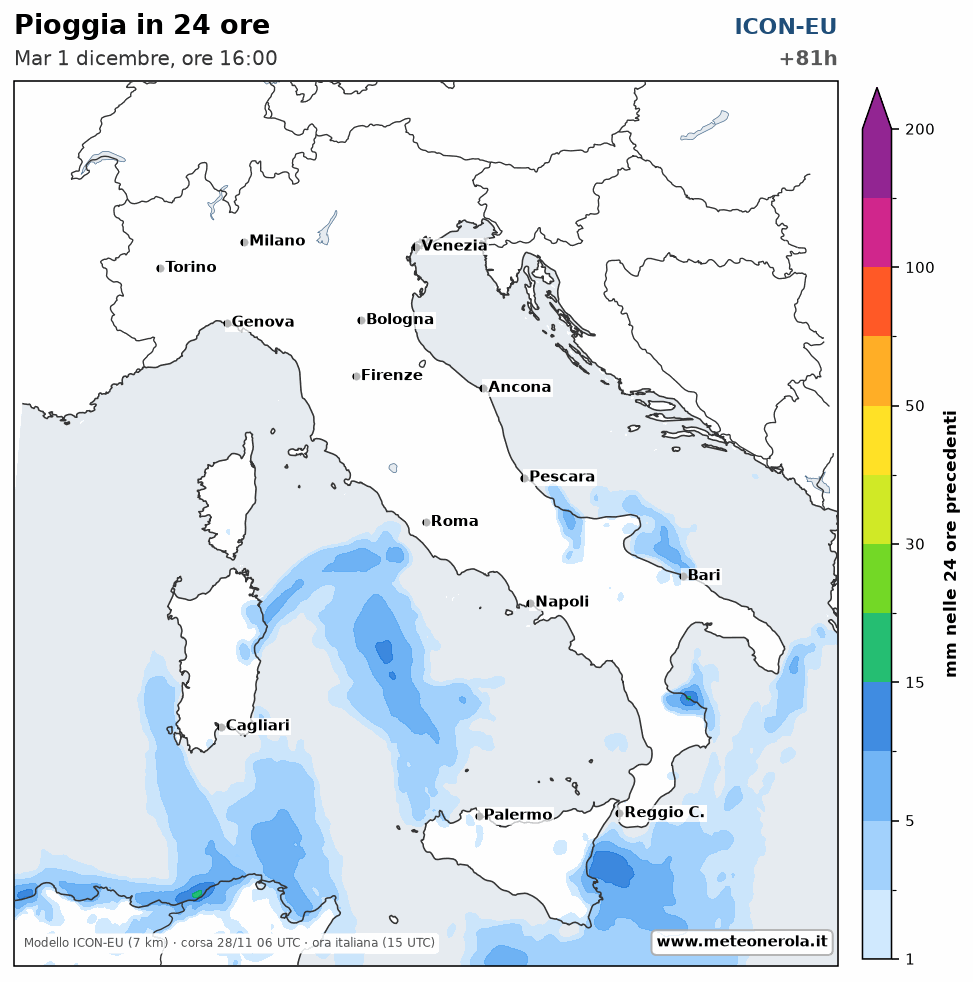 Pioggia in 24 ore
ICON-EU
Mar 1 dicembre, ore 16:00
+81h
Milano
Torino
Venezia
Genova
Bologna
Firenze
Ancona
Pescara
Roma
Bari
Napoli
Cagliari
Palermo
Reggio C.
Modello ICON-EU (7 km) · corsa 28/11 06 UTC · ora italiana (15 UTC)
www.meteonerola.it
200
100
50
30
15
5
1
mm nelle 24 ore precedenti